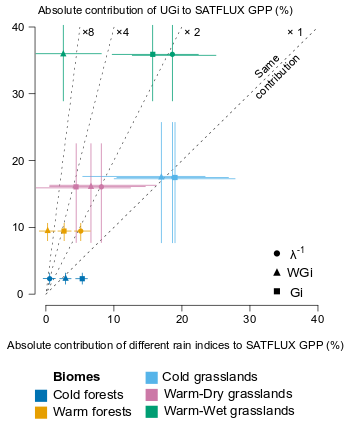 Absolute contribution of UGi to SATFLUX GPP (%)
40
×8
×4
× 2
× 1
Same
contribution
30
20
10
0
λ⁻¹
WGi
Gi
0
10
20
30
40
Absolute contribution of different rain indices to SATFLUX GPP (%)
Biomes
Cold forests
Warm forests
Cold grasslands
Warm-Dry grasslands
Warm-Wet grasslands